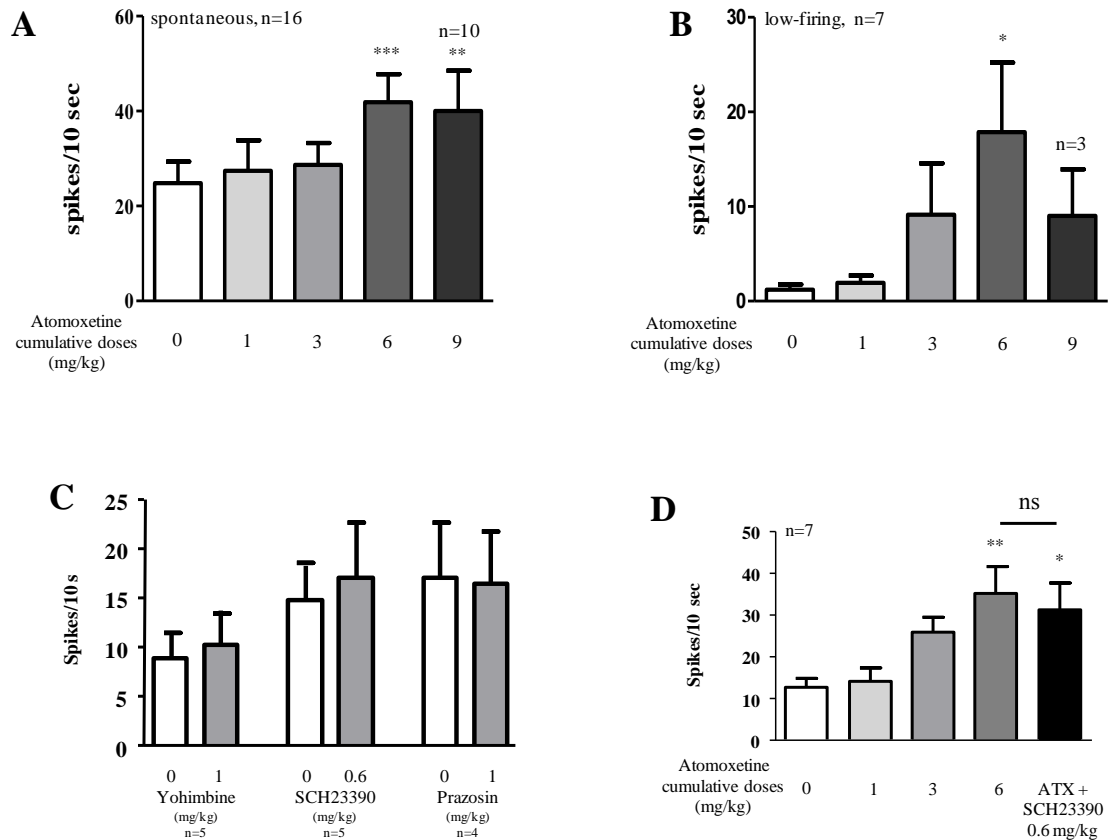 A
spontaneous, n=16
60
40
20
0
spikes/10 sec
***
n=10
**
Atomoxetine
cumulative doses
(mg/kg)
0 1 3 6 9
B
low-firing, n=7
30
20
10
0
spikes/10 sec
*
n=3
Atomoxetine
cumulative doses
(mg/kg)
0 1 3 6 9
C
25
20
15
10
5
0
Spikes/10s
0 1 0 0.6 0 1
Yohimbine SCH23390 Prazosin
(mg/kg) (mg/kg) (mg/kg)
n=5 n=5 n=4
D
n=7
50
40
30
20
10
0
Spikes/10 sec
ns
**
*
Atomoxetine
cumulative doses
(mg/kg)
0 1 3 6 ATX +
SCH23390
0.6 mg/kg